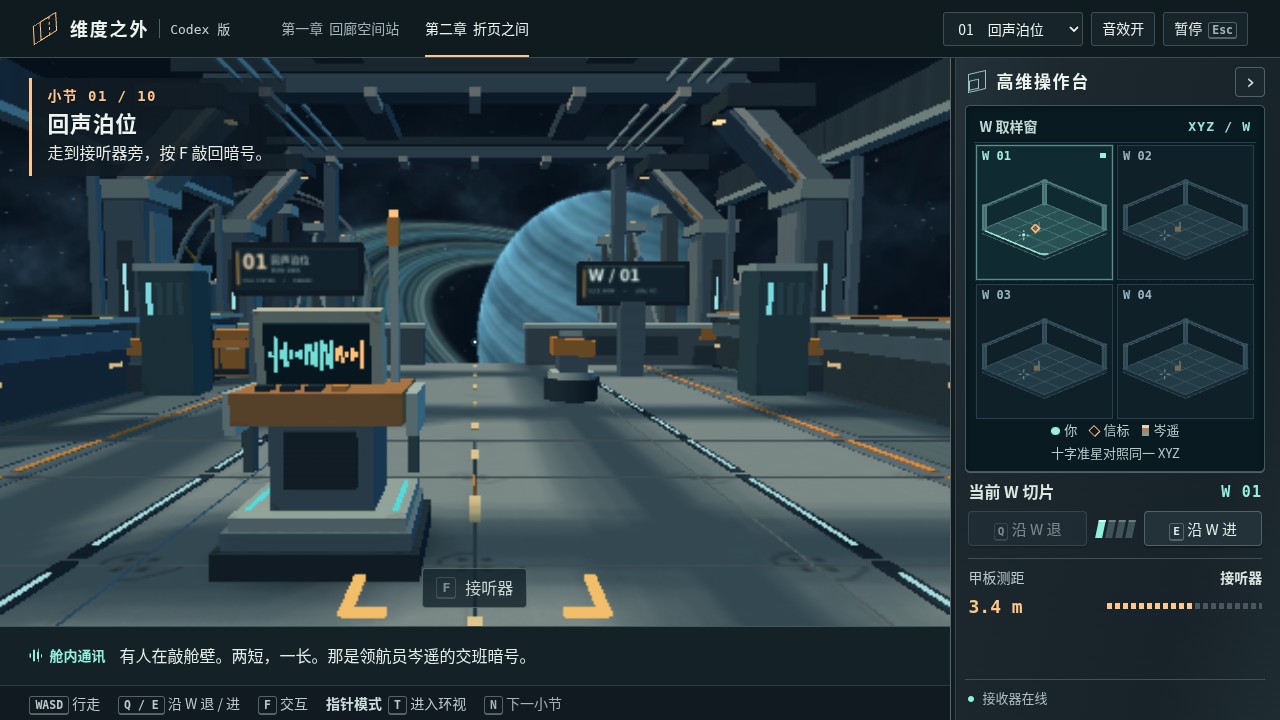 维度之外 Codex 版 第一章 回廊空间站 第二章 折页之间 01 回声泊位 音效开 暂停 Esc
小节 01 / 10
回声泊位
走到接听器旁，按 F 敲回暗号。
01 回声泊位
W / 01
F 接听器
高维操作台
W 取样窗 XYZ / W
W 01 W 02
W 03 W 04
你 信标 岑遥
十字准星对照同一 XYZ
当前 W 切片 W 01
Q 沿 W 退 E 沿 W 进
甲板测距 接听器
3.4 m
接收器在线
舱内通讯 有人在敲舱壁。两短，一长。那是领航员岑遥的交班暗号。
WASD 行走 Q / E 沿 W 退 / 进 F 交互 指针模式 T 进入环视 N 下一小节